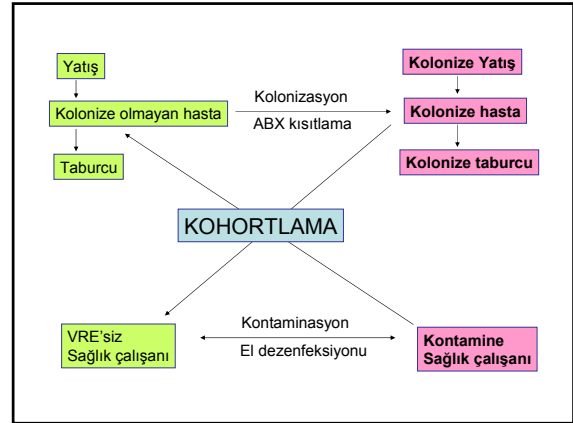 Yatış
Kolonize olmayan hasta
Taburcu
Kolonizasyon
ABX kısıtlama
Kolonize Yatış
Kolonize hasta
Kolonize taburcu
KOHORTLAMA
VRE'siz
Sağlık çalışanı
Kontaminasyon
El dezenfeksiyonu
Kontamine
Sağlık çalışanı